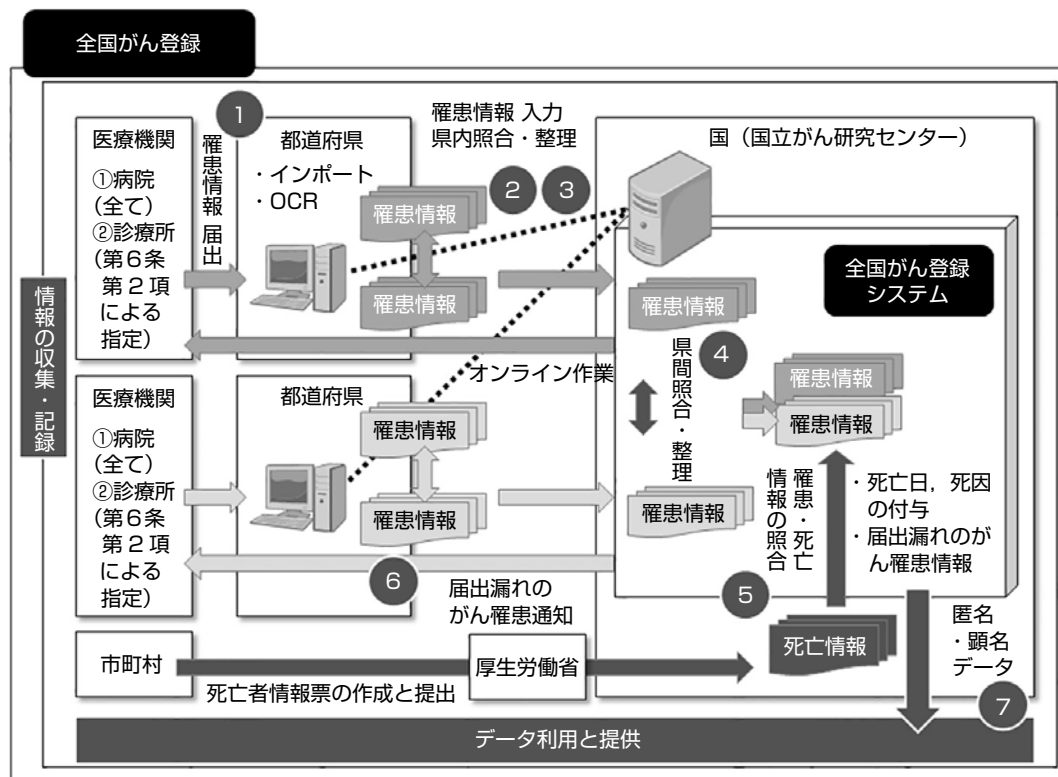 全国がん登録
情報の収集・記録
医療機関
①病院
(全て)
②診療所
(第6条
第2項
による
指定)
罹患情報 届出
1
都道府県
・インポート
・OCR
罹患情報 入力
県内照合・整理
2
3
罹患情報
罹患情報
国（国立がん研究センター）
全国がん登録
システム
罹患情報
県間照合・整理
4
罹患情報
罹患情報
罹患情報
オンライン作業
医療機関
①病院
(全て)
②診療所
(第6条
第2項
による
指定)
都道府県
罹患情報
罹患情報
6
届出漏れの
がん罹患通知
罹患・死亡
情報の照合
・死亡日，死因
の付与
・届出漏れのが
ん罹患情報
5
死亡情報
匿名
・顕名
データ
7
市町村
死亡者情報票の作成と提出
厚生労働省
データ利用と提供